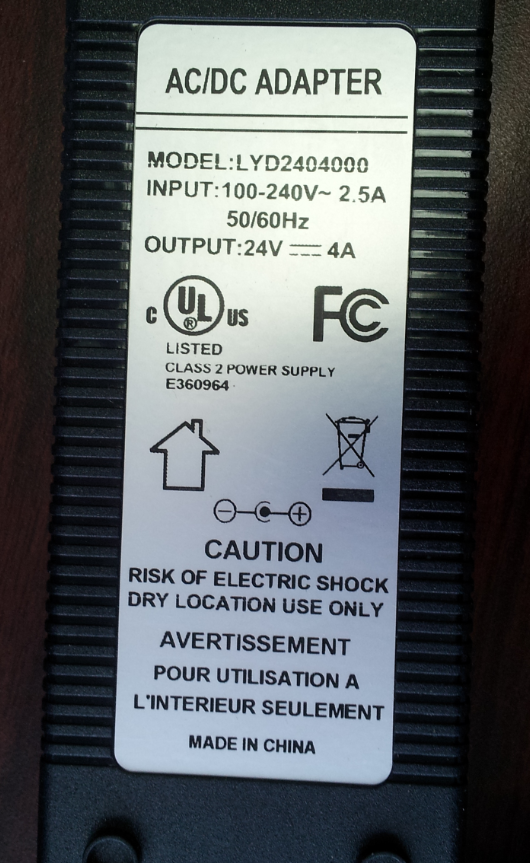 AC/DC ADAPTER
MODEL:LYD2404000
INPUT:100-240V~ 2.5A
50/60Hz
OUTPUT:24V ⎓ 4A
C UL® US
FC
LISTED
CLASS 2 POWER SUPPLY
E360964
CAUTION
RISK OF ELECTRIC SHOCK
DRY LOCATION USE ONLY
AVERTISSEMENT
POUR UTILISATION A
L'INTERIEUR SEULEMENT
MADE IN CHINA